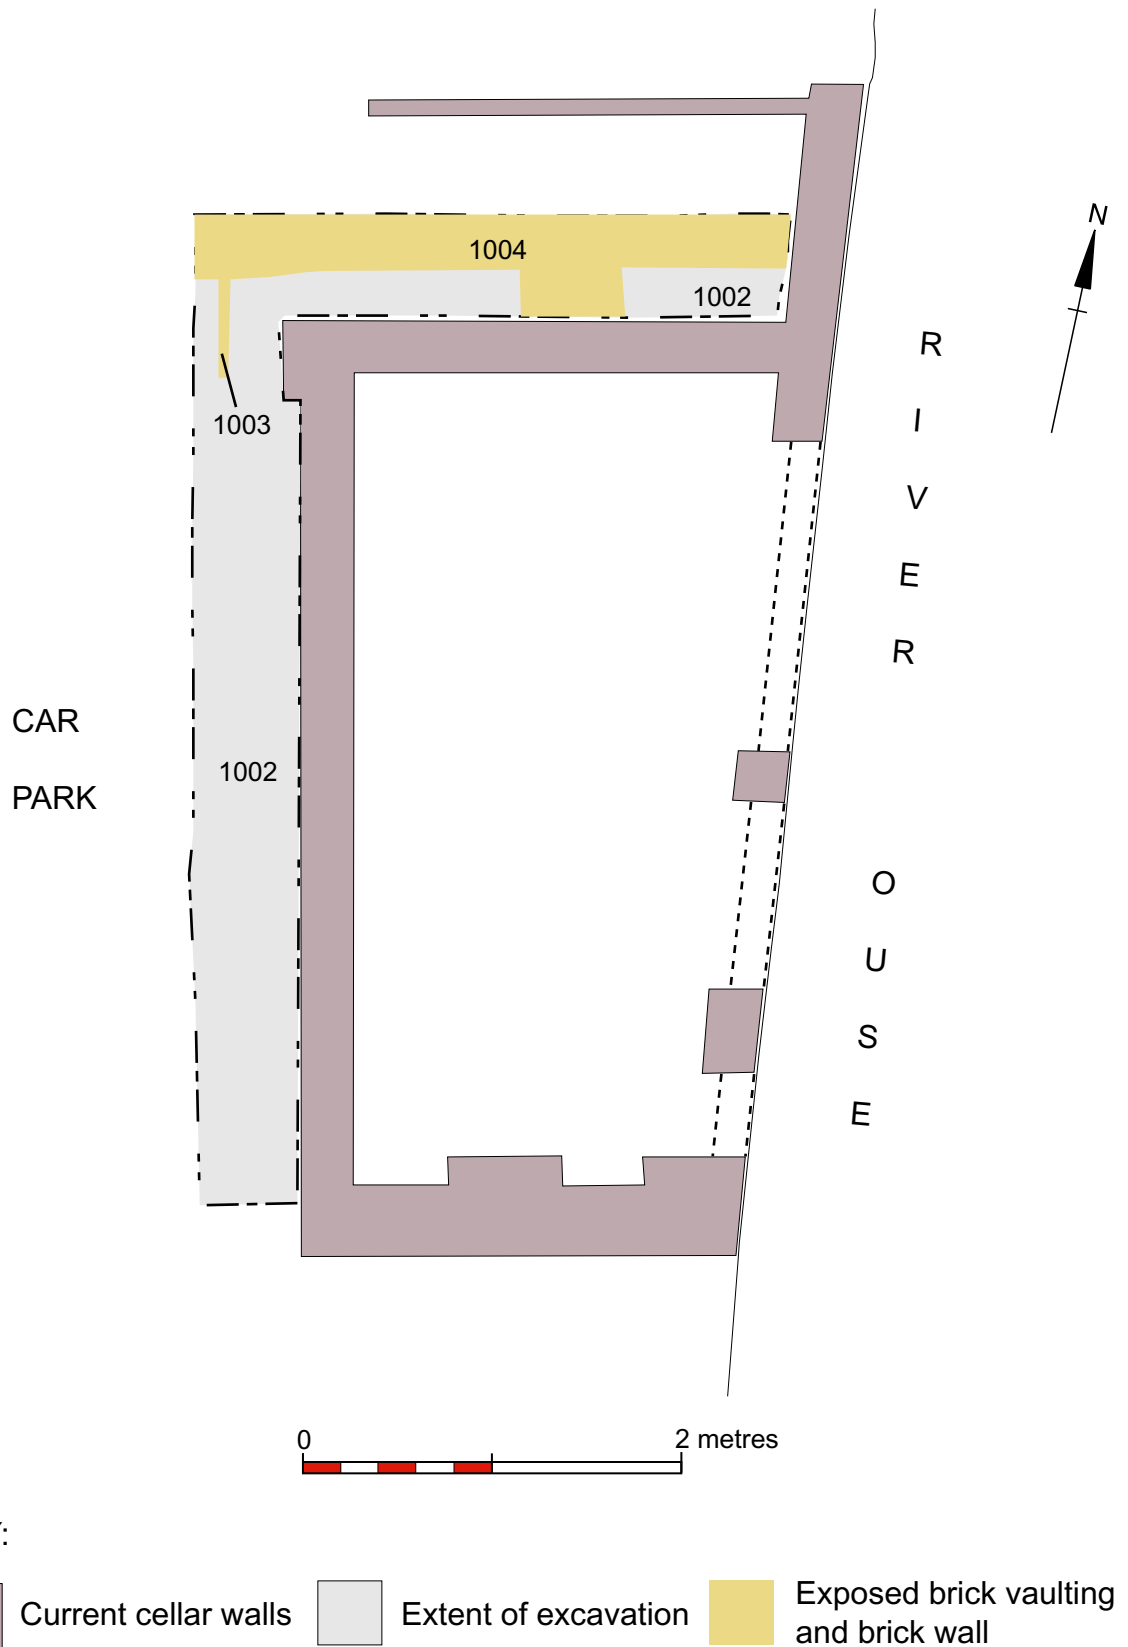 1004
N
1002
1003
R
I
V
E
R
CAR
PARK
1002
O
U
S
E
0 2 metres
:
Current cellar walls
Extent of excavation
Exposed brick vaulting
and brick wall